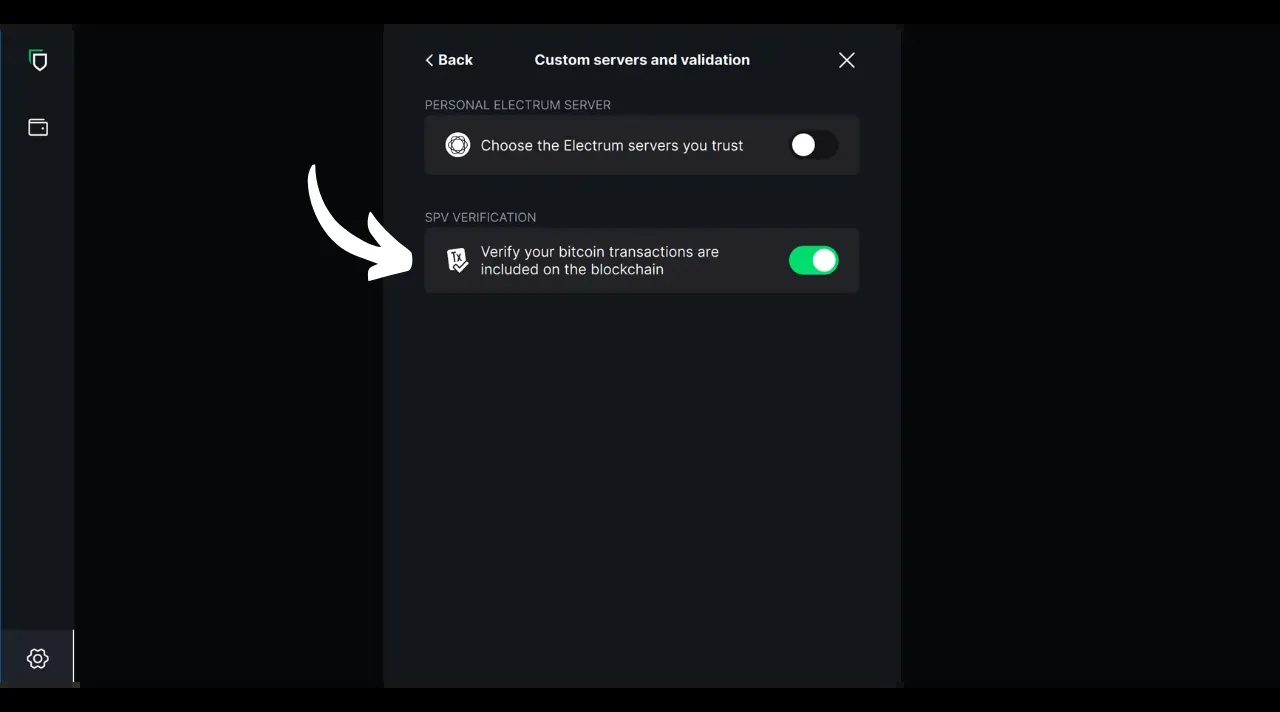 Back
Custom servers and validation
PERSONAL ELECTRUM SERVER
Choose the Electrum servers you trust
SPV VERIFICATION
Tx
Verify your bitcoin transactions are
included on the blockchain